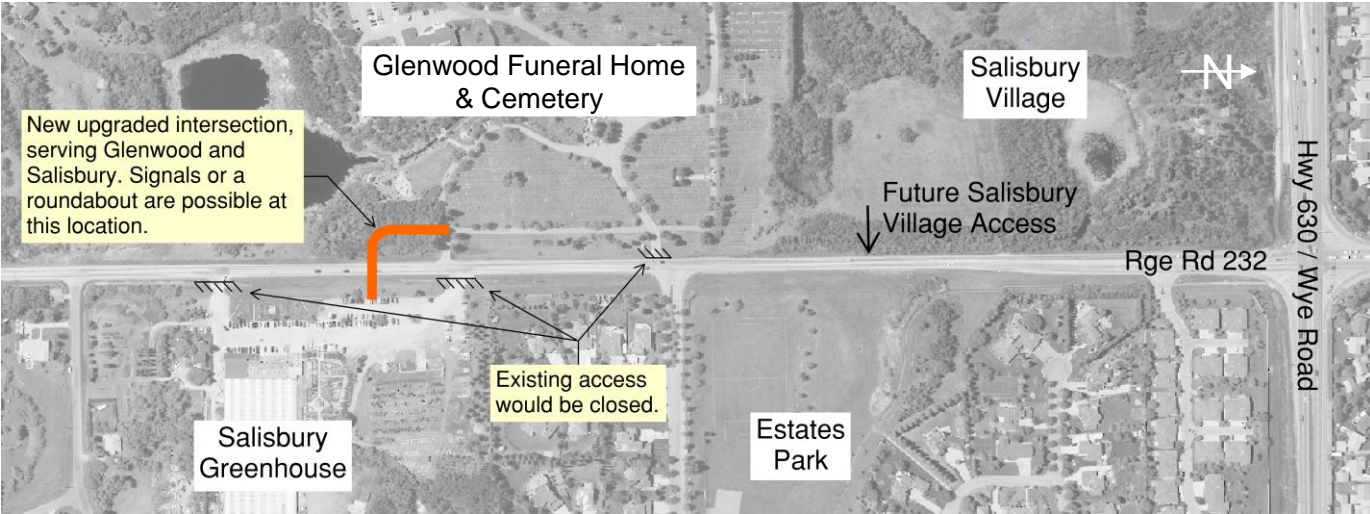 Glenwood Funeral Home
& Cemetery
Salisbury
Village
N
New upgraded intersection,
serving Glenwood and
Salisbury. Signals or a
roundabout are possible at
this location.
Future Salisbury
Village Access
Rge Rd 232
Hwy 630 / Wye Road
Existing access
would be closed.
Salisbury
Greenhouse
Estates
Park